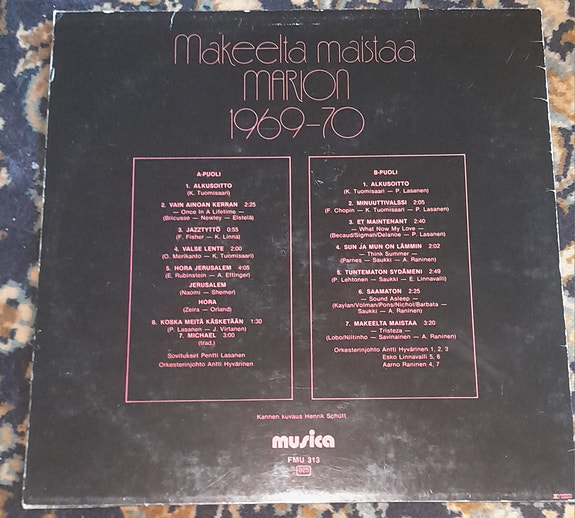 Makeelta maistaa
MARION
1969-70
A-PUOLI
1. ALKUSOITTO
(K. Tuomisaari)
2. VAIN AINOAN KERRAN 2:25
— Once In A Lifetime —
(Bricusse — Newley — Eistelä)
3. JAZZTYTTÖ 0:55
(F. Fisher — K. Linna)
4. VALSE LENTE 2:00
(O. Merikanto — K. Tuomisaari)
5. HORA JERUSALEM 4:05
(E. Rubinstein — A. Ettinger)
JERUSALEM
(Naomi — Shemer)
HORA
(Zeira — Orland)
6. KOSKA MEITÄ KÄSKETÄÄN 1:30
(P. Lasanen — J. Virtanen)
7. MICHAEL 3:00
(trad.)
Sovitukset Pentti Lasanen
Orkesterinjohto Antti Hyvärinen
B-PUOLI
1. ALKUSOITTO
(K. Tuomisaari — P. Lasanen)
2. MINUUTTIVALSSI 2:05
(F. Chopin — K. Tuomisaari — P. Lasanen)
3. ET MAINTENANT 2:40
— What Now My Love —
(Becaud/Sigman/Delanoe — P. Lasanen)
4. SUN JA MUN ON LÄMMIN 2:02
— Think Summer —
(Parnes — Saukki — A. Raninen)
5. TUNTEMATON SYDÄMENI 2:49
(P. Lehtonen — Saukki — E. Linnavalli)
6. SAAMATON 2:25
— Sound Asleep —
(Kaylan/Volman/Pons/Nichol/Barbata —
Saukki — A. Raninen)
7. MAKEELTA MAISTAA 3:20
— Tristeza —
(Lobo/Niltinho — Savinainen — A. Raninen)
Orkesterinjohto Antti Hyvärinen 1, 2, 3
Esko Linnavalli 5, 6
Aarno Raninen 4, 7
Kannen kuvaus Henrik Schütt
musica
FMU 313